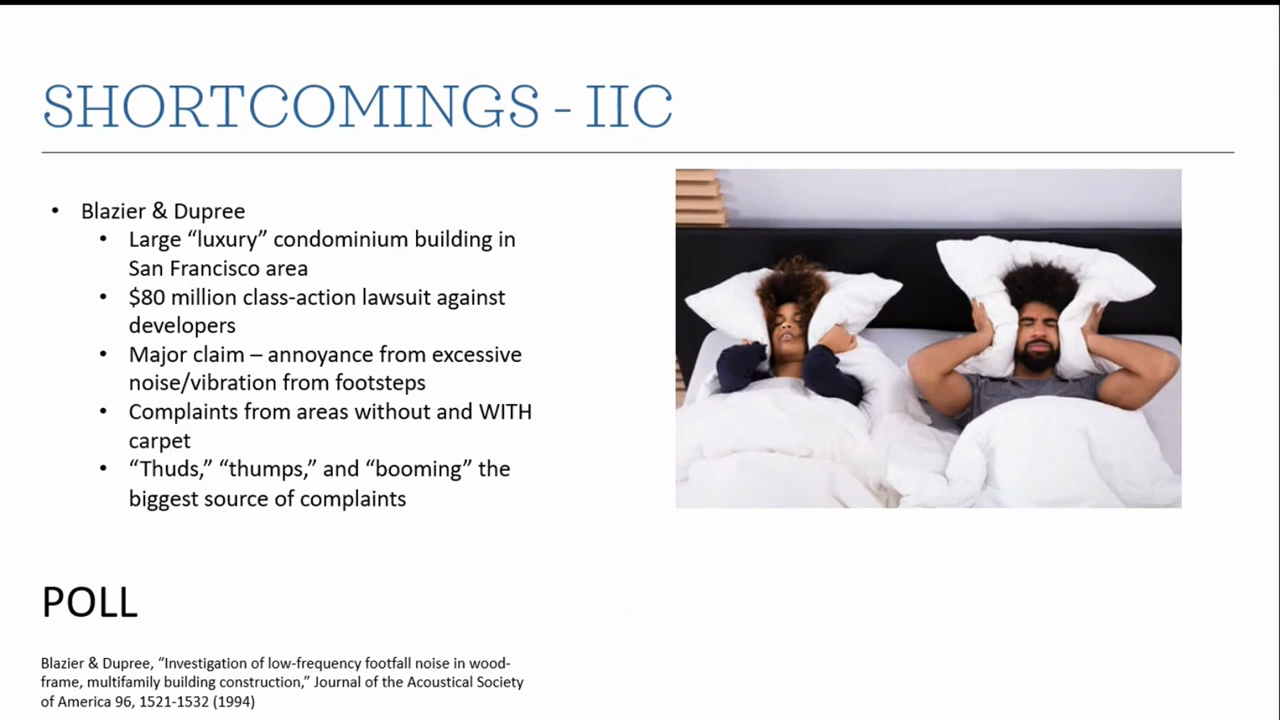 SHORTCOMINGS - IIC
• Blazier & Dupree
• Large “luxury” condominium building in
San Francisco area
• $80 million class-action lawsuit against
developers
• Major claim – annoyance from excessive
noise/vibration from footsteps
• Complaints from areas without and WITH
carpet
• “Thuds,” “thumps,” and “booming” the
biggest source of complaints
POLL
Blazier & Dupree, “Investigation of low-frequency footfall noise in wood-
frame, multifamily building construction,” Journal of the Acoustical Society
of America 96, 1521-1532 (1994)